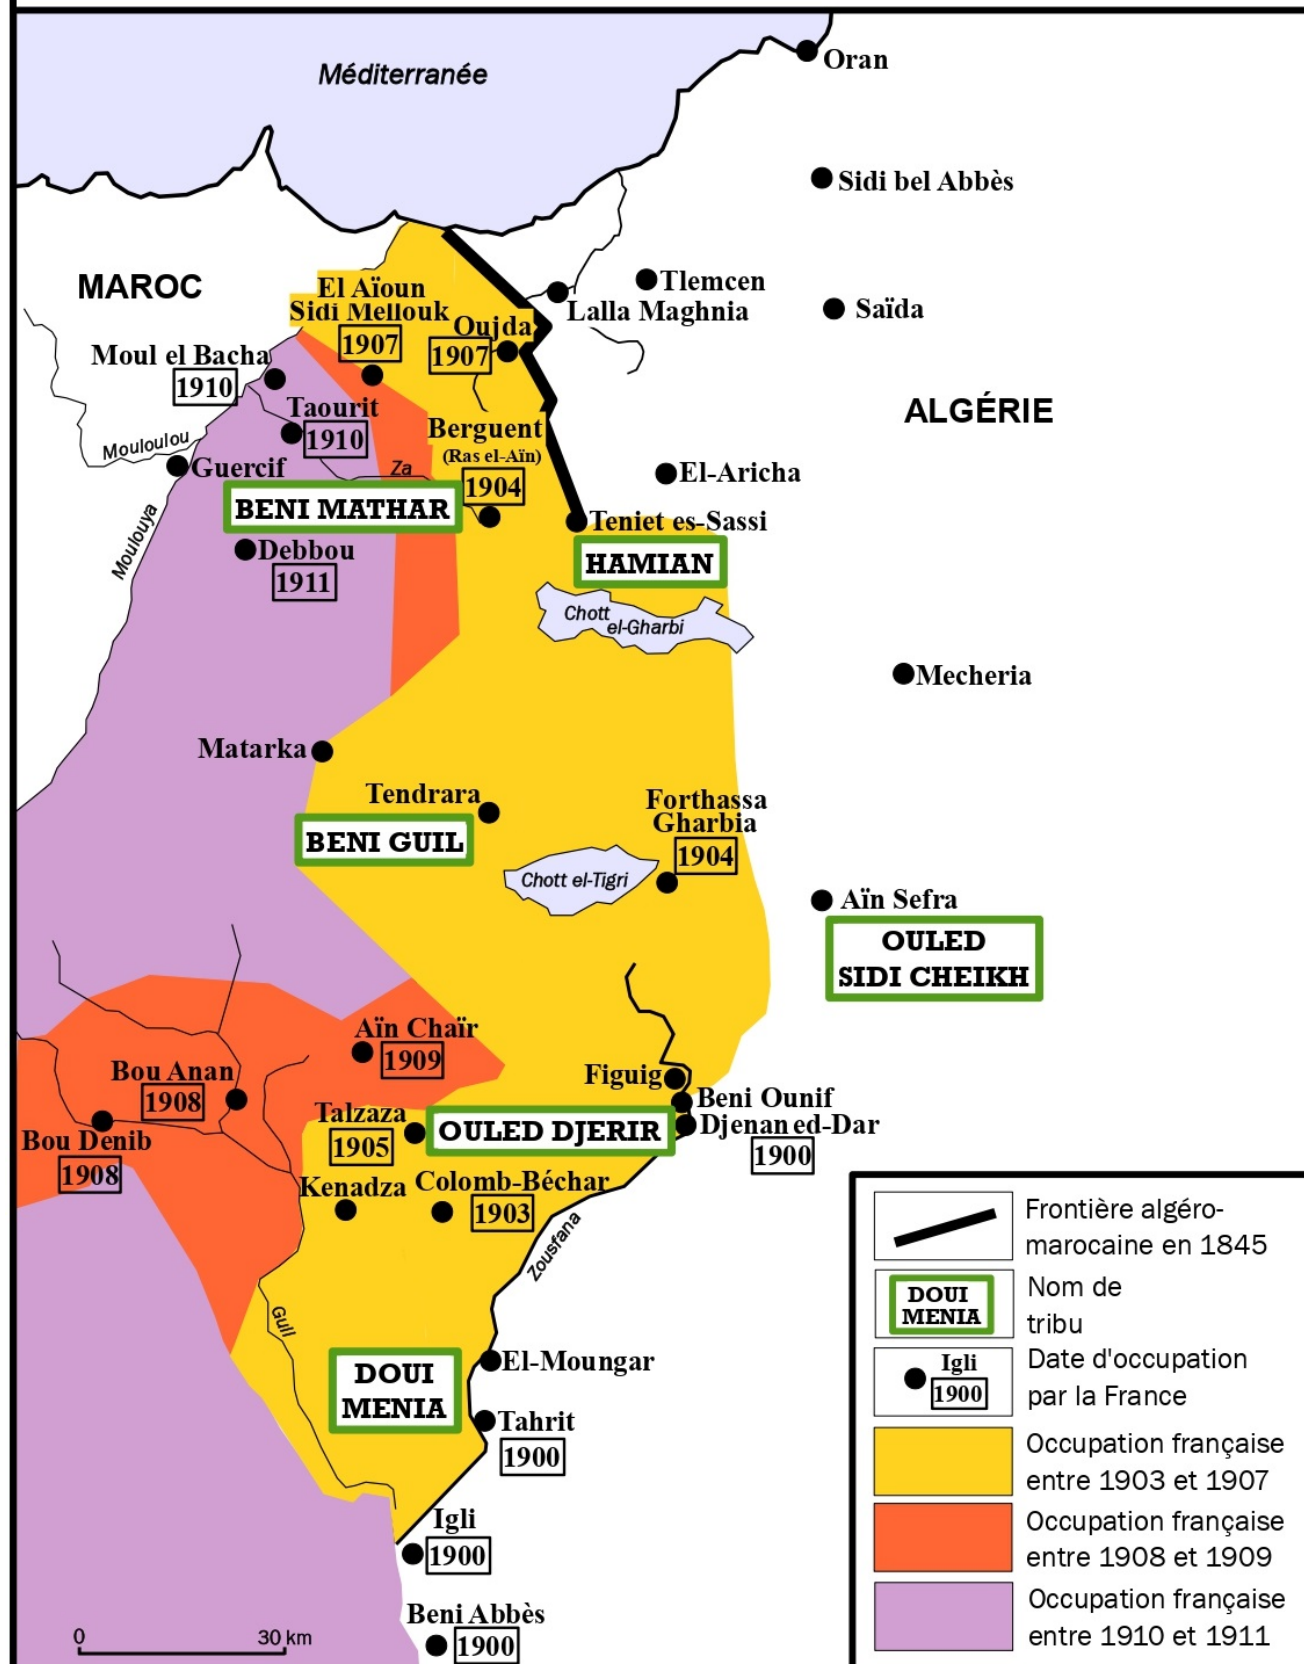 Méditerranée
Oran
Sidi bel Abbès
MAROC
Tlemcen
Lalla Maghnia
Saïda
El Aïoun
Sidi Mellouk
1907
Oujda
1907
Moul el Bacha
1910
Taourit
1910
ALGÉRIE
Mouloulou
Guercif
Berguent
(Ras el-Aïn)
1904
Za
El-Aricha
BENI MATHAR
Teniet es-Sassi
Moulouya
Debbou
1911
HAMIAN
Chott
el-Gharbi
Mecheria
Matarka
Tendrara
Forthassa
Gharbia
1904
BENI GUIL
Chott el-Tigri
Aïn Sefra
OULED
SIDI CHEIKH
Aïn Chaïr
1909
Bou Anan
1908
Figuig
Beni Ounif
Djenan ed-Dar
1900
Talzaza
1905
OULED DJERIR
Bou Denib
1908
Kenadza
Colomb-Béchar
1903
Zousfana
Gull
El-Moungar
DOUI
MENIA
Tahrit
1900
Igli
1900
Beni Abbès
1900
0 30 km
Frontière algéro-
marocaine en 1845
DOUI
MENIA
Nom de
tribu
Igli
1900
Date d'occupation
par la France
Occupation française
entre 1903 et 1907
Occupation française
entre 1908 et 1909
Occupation française
entre 1910 et 1911